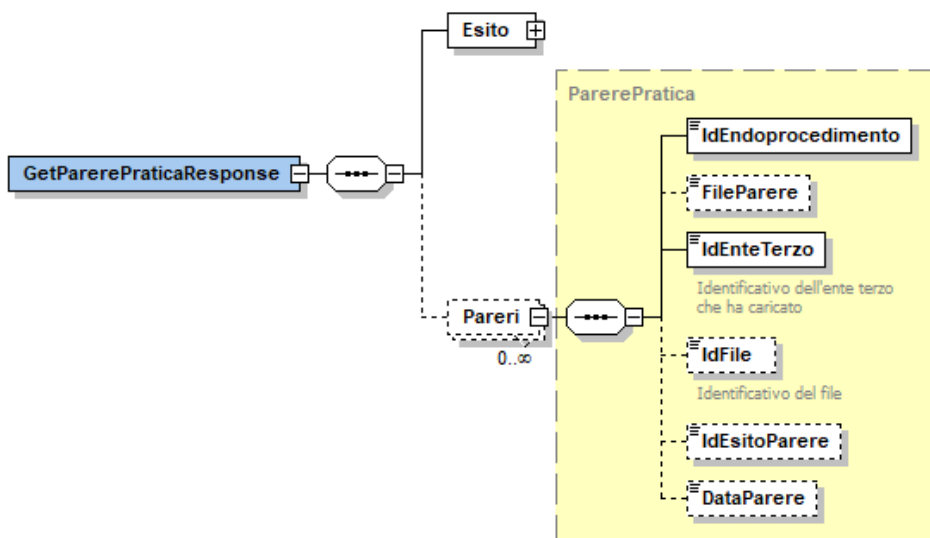 Esito
ParerePratica
IdEndoprocedimento
GetParerePraticaResponse
FileParere
IdEnteTerzo
Identificativo dell'ente terzo
che ha caricato
Pareri
0..∞
IdFile
Identificativo del file
IdEsitoParere
DataParere